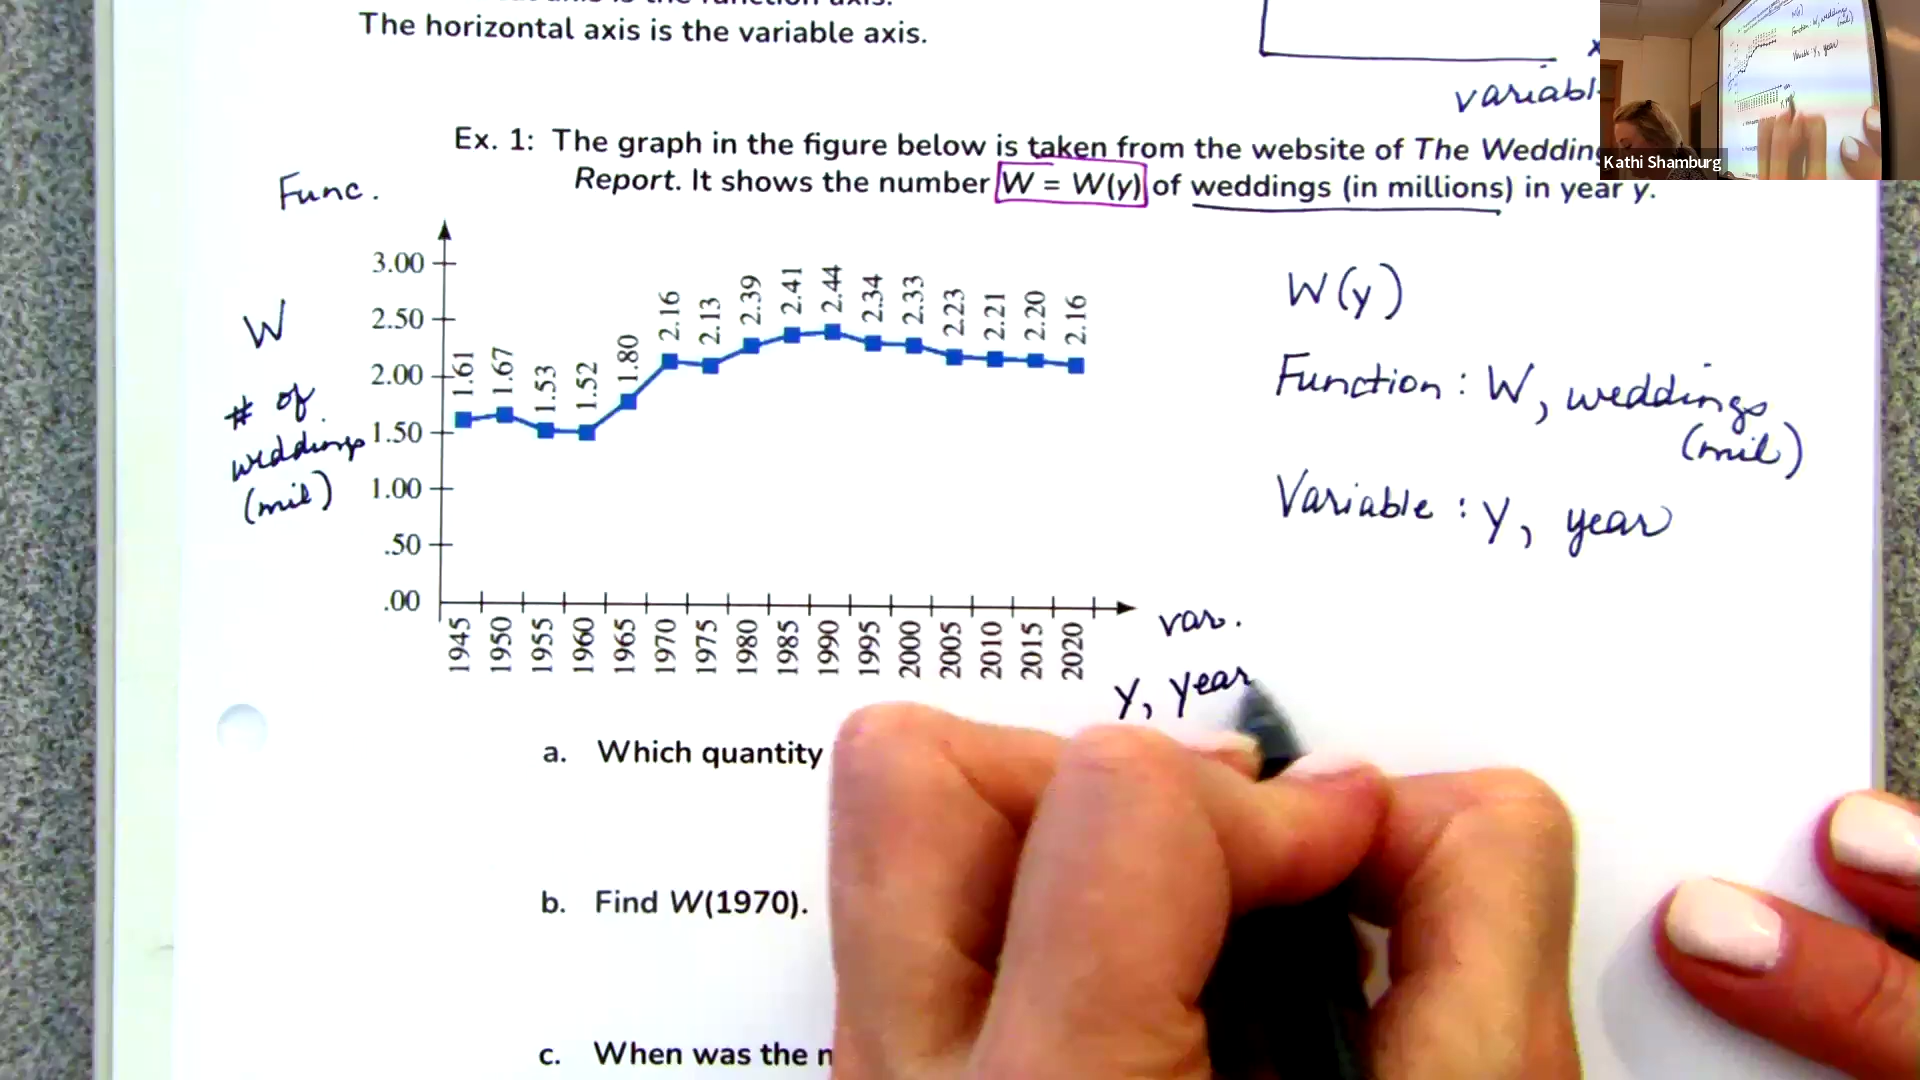 The horizontal axis is the variable axis.
variabl
Ex. 1: The graph in the figure below is taken from the website of The Wedding
Report. It shows the number W = W(y) of weddings (in millions) in year y.
Func.
W
# of
weddings
(mil)
3.00
2.50
2.00
1.50
1.00
.50
.00
1.61 1.67 1.53 1.52 1.80 2.16 2.13 2.39 2.41 2.44 2.34 2.33 2.23 2.21 2.20 2.16
1945 1950 1955 1960 1965 1970 1975 1980 1985 1990 1995 2000 2005 2010 2015 2020
var.
Y, year
W(y)
Function: W, weddings
(mil)
Variable: Y, year
a. Which quantity
b. Find W(1970).
c. When was the
Kathi Shamburg